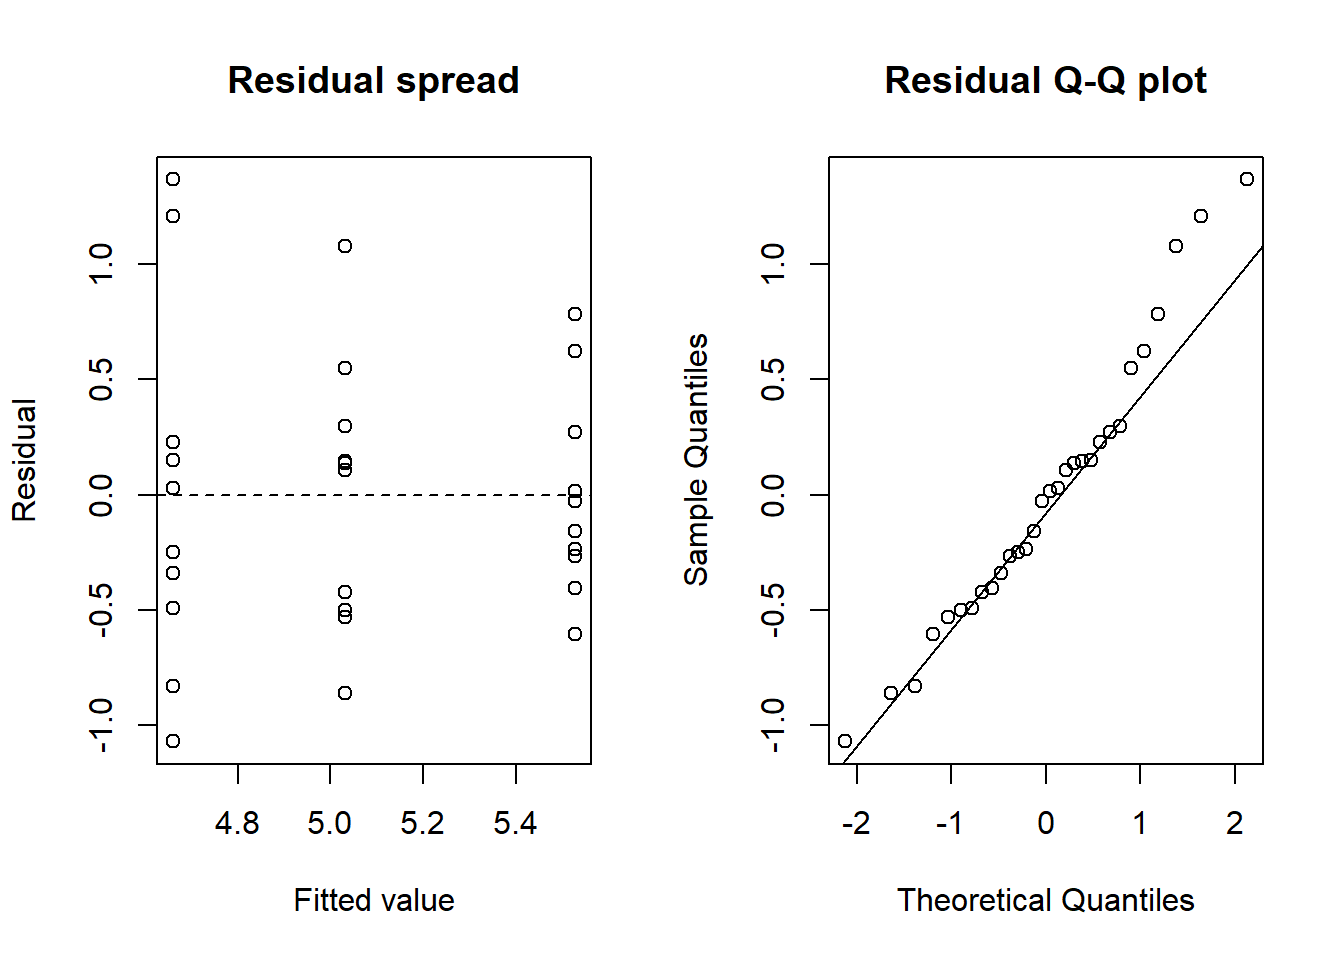 Residual spread
Residual
1.0
0.5
0.0
-0.5
-1.0
4.8 5.0 5.2 5.4
Fitted value
Residual Q-Q plot
Sample Quantiles
1.0
0.5
0.0
-0.5
-1.0
-2 -1 0 1 2
Theoretical Quantiles